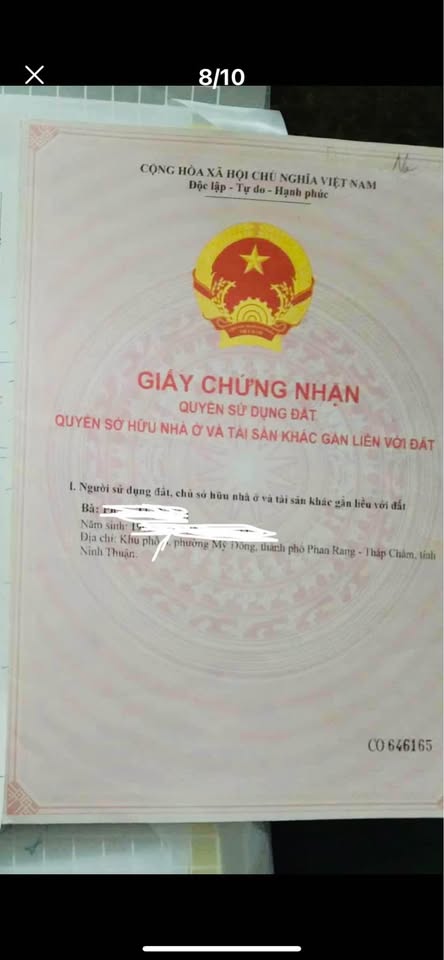 8/10
CỘNG HÒA XÃ HỘI CHỦ NGHĨA VIỆT NAM
Độc lập - Tự do - Hạnh phúc
GIẤY CHỨNG NHẬN
QUYỀN SỬ DỤNG ĐẤT
QUYỀN SỞ HỮU NHÀ Ở VÀ TÀI SẢN KHÁC GẮN LIỀN VỚI ĐẤT
I. Người sử dụng đất, chủ sở hữu nhà ở và tài sản khác gắn liền với đất
Bà:
Năm sinh: 19
Địa chỉ: Khu phố, phường Mỹ Đông, thành phố Phan Rang - Tháp Chàm, tỉnh
Ninh Thuận.
CO 646165